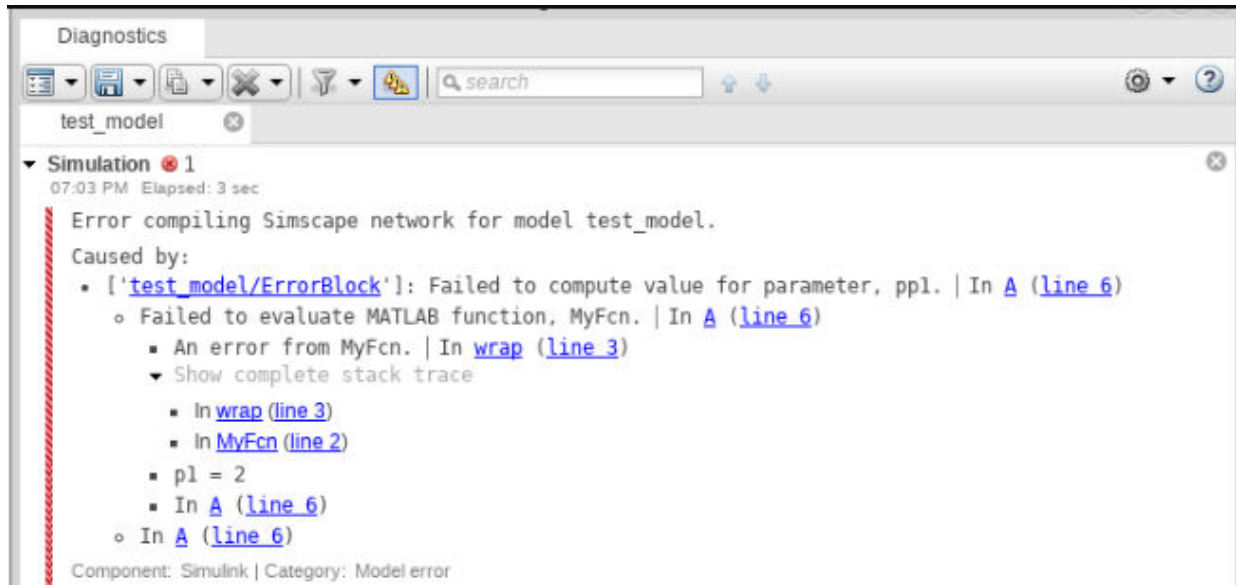 Diagnostics
search
test_model
Simulation 1
07:03 PM Elapsed: 3 sec
Error compiling Simscape network for model test_model.
Caused by:
• ['test_model/ErrorBlock']: Failed to compute value for parameter, pp1. | In A (line 6)
Failed to evaluate MATLAB function, MyFcn. | In A (line 6)
An error from MyFcn. | In wrap (line 3)
Show complete stack trace
In wrap (line 3)
In MyFcn (line 2)
p1 = 2
In A (line 6)
In A (line 6)
Component: Simulink | Category: Model error